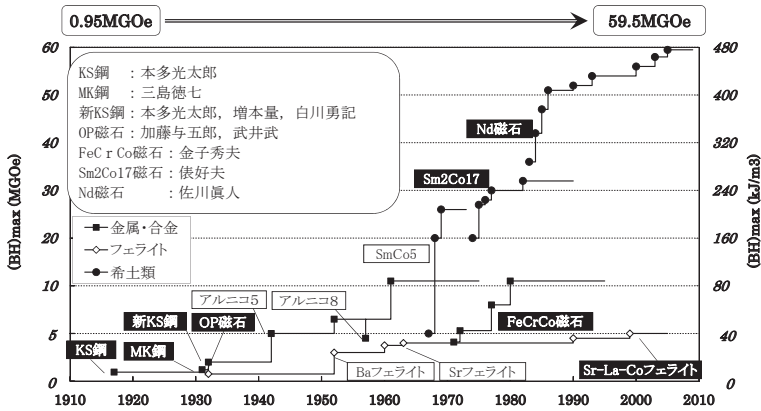 0.95MGOe
59.5MGOe
(BH)max (MGOe)
60
50
40
30
20
10
5
0
480
400
320
240
160
80
40
0
(BH)max (kJ/m3)
KS鋼 ：本多光太郎
MK鋼 ：三島徳七
新KS鋼：本多光太郎，増本量，白川勇記
OP磁石：加藤与五郎，武井武
FeCｒCo磁石：金子秀夫
Sm2Co17磁石：俵好夫
Nd磁石 ：佐川眞人
金属・合金
フェライト
希土類
Nd磁石
Sm2Co17
SmCo5
アルニコ5
アルニコ8
新KS鋼
OP磁石
KS鋼
MK鋼
FeCrCo磁石
Baフェライト
Srフェライト
Sr-La-Coフェライト
1910 1920 1930 1940 1950 1960 1970 1980 1990 2000 2010